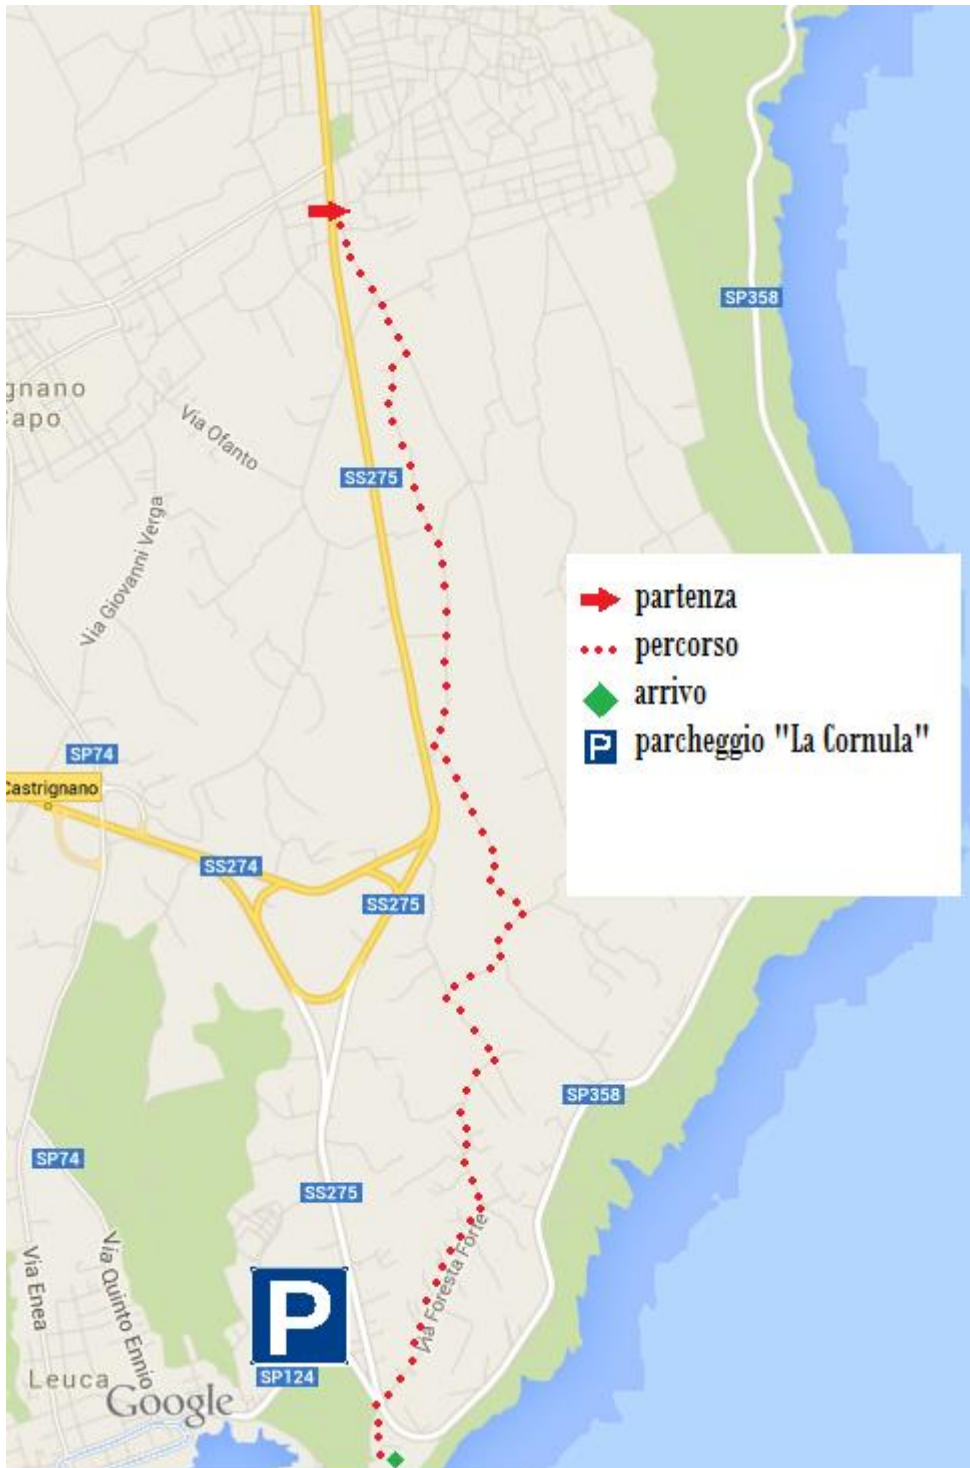 SP358
gnano
apo
Via Ofanto
SS275
Via Giovanni Verga
partenza
percorso
arrivo
P parcheggio "La Cornula"
SP74
Castrignano
SS274
SS275
SP358
SP74
SS275
Via Foresta Forte
Via Enea
Via Quinto Ennio
P
SP124
Leuca
Google